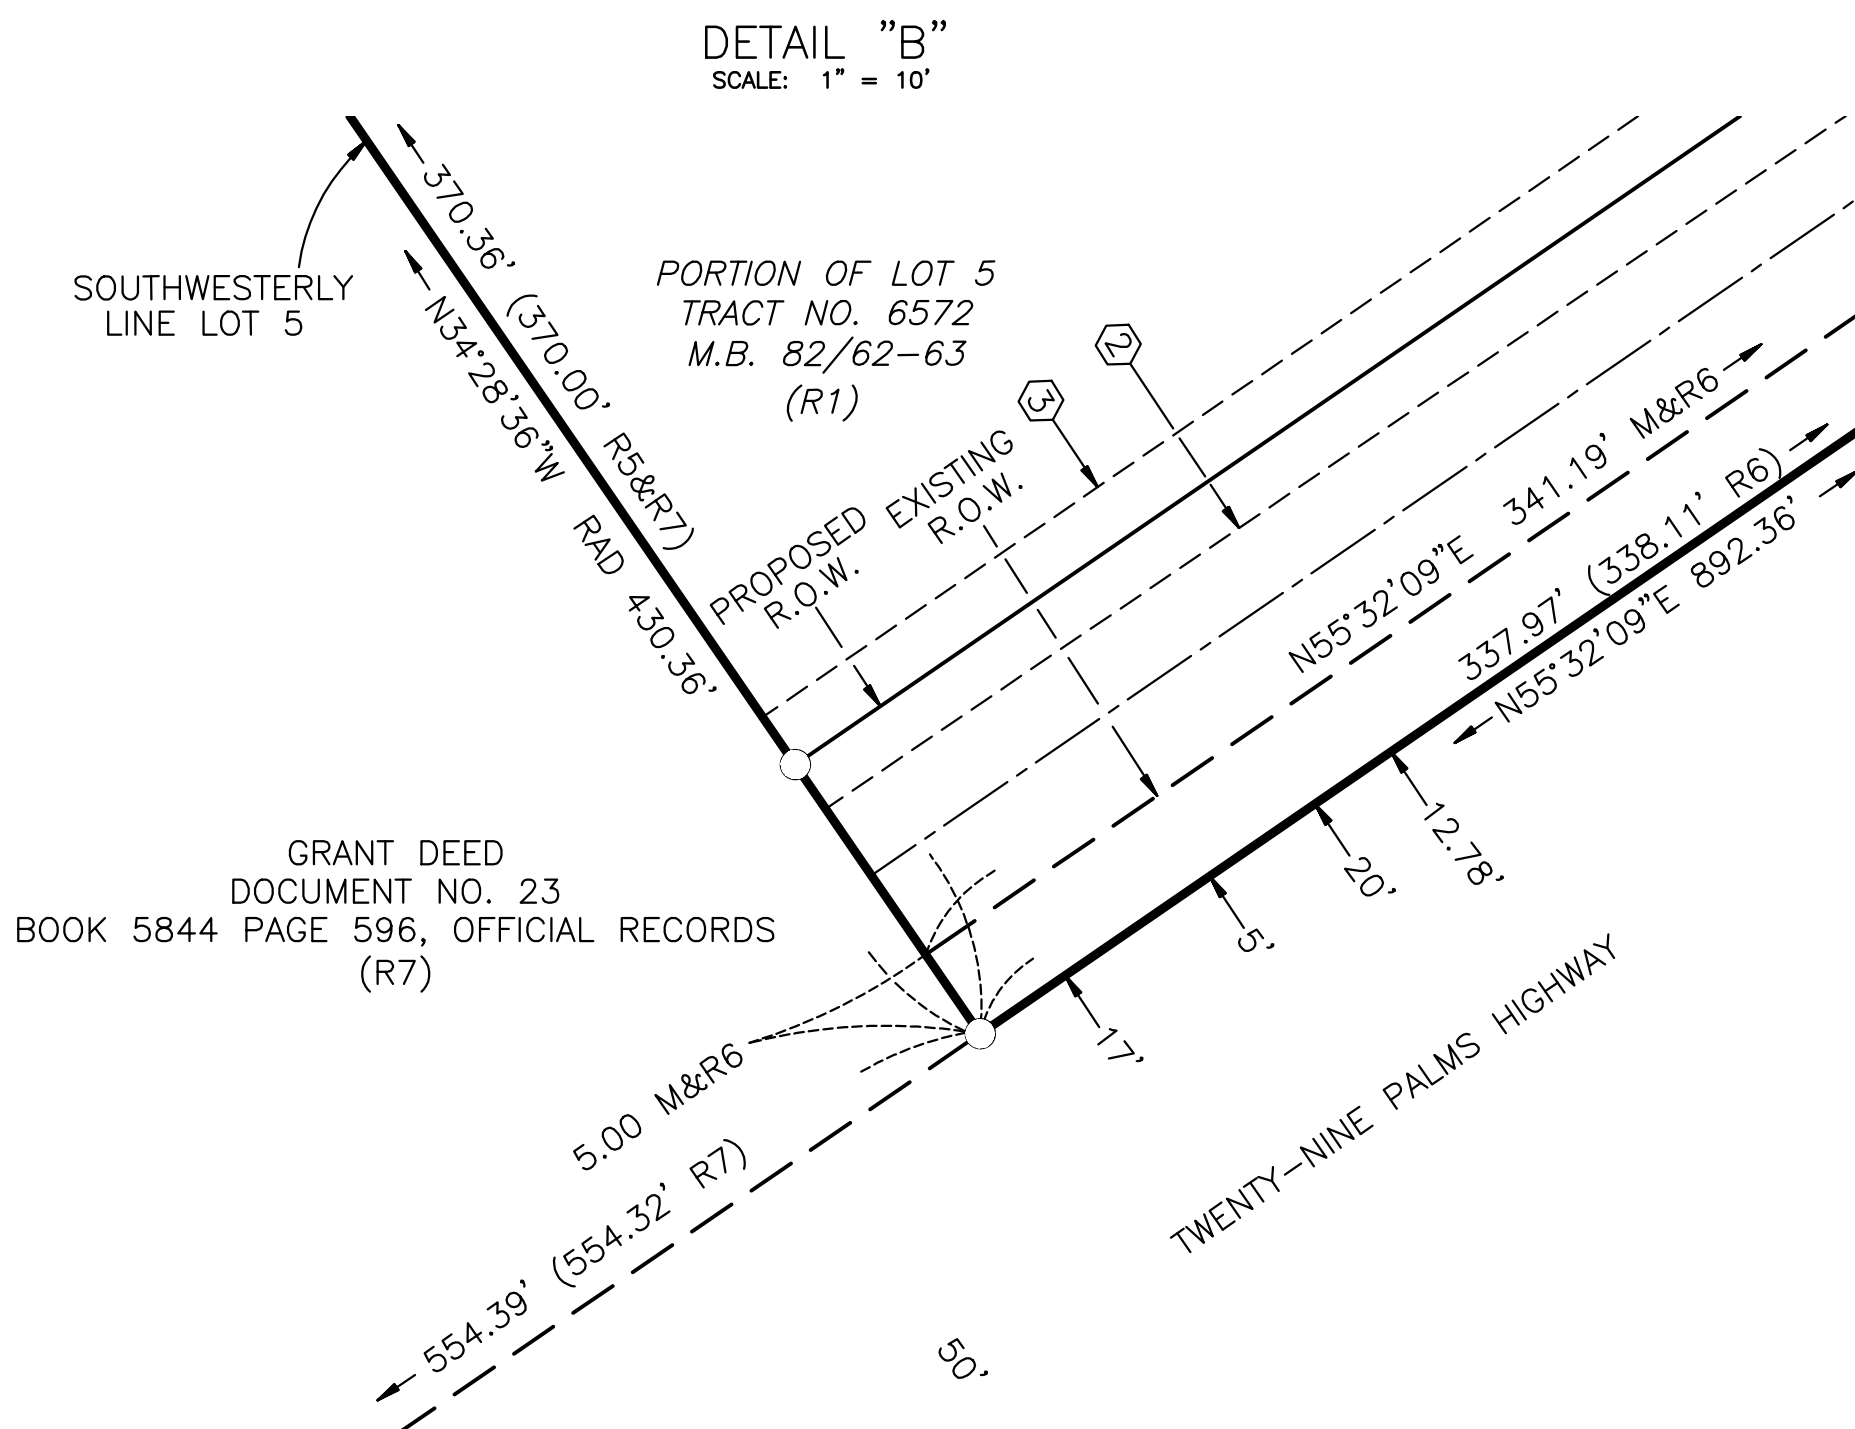 DETAIL "B"
SCALE: 1" = 10'
370.36' (370.00' R5&R7)
SOUTHWESTERLY
LINE LOT 5
N34°28'36"W RAD 430.36'
PORTION OF LOT 5
TRACT NO. 6572
M.B. 82/62-63
(R1)
2
3
PROPOSED
R.O.W.
EXISTING
R.O.W.
N55°32'09"E 341.19' M&R6
337.97' (338.11' R6)
N55°32'09"E 892.36'
12.78'
20'
5'
17'
GRANT DEED
DOCUMENT NO. 23
BOOK 5844 PAGE 596, OFFICIAL RECORDS
(R7)
5.00 M&R6
554.39' (554.32' R7)
TWENTY-NINE PALMS HIGHWAY
50'